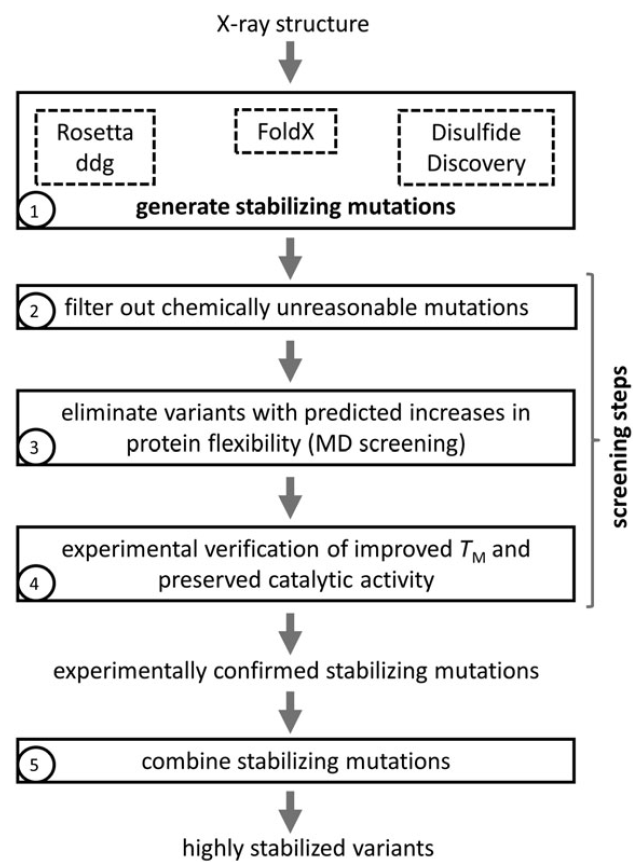 X-ray structure
Rosetta
ddg
FoldX
Disulfide
Discovery
1
generate stabilizing mutations
2
filter out chemically unreasonable mutations
3
eliminate variants with predicted increases in
protein flexibility (MD screening)
4
experimental verification of improved TM and
preserved catalytic activity
screening steps
experimentally confirmed stabilizing mutations
5
combine stabilizing mutations
highly stabilized variants